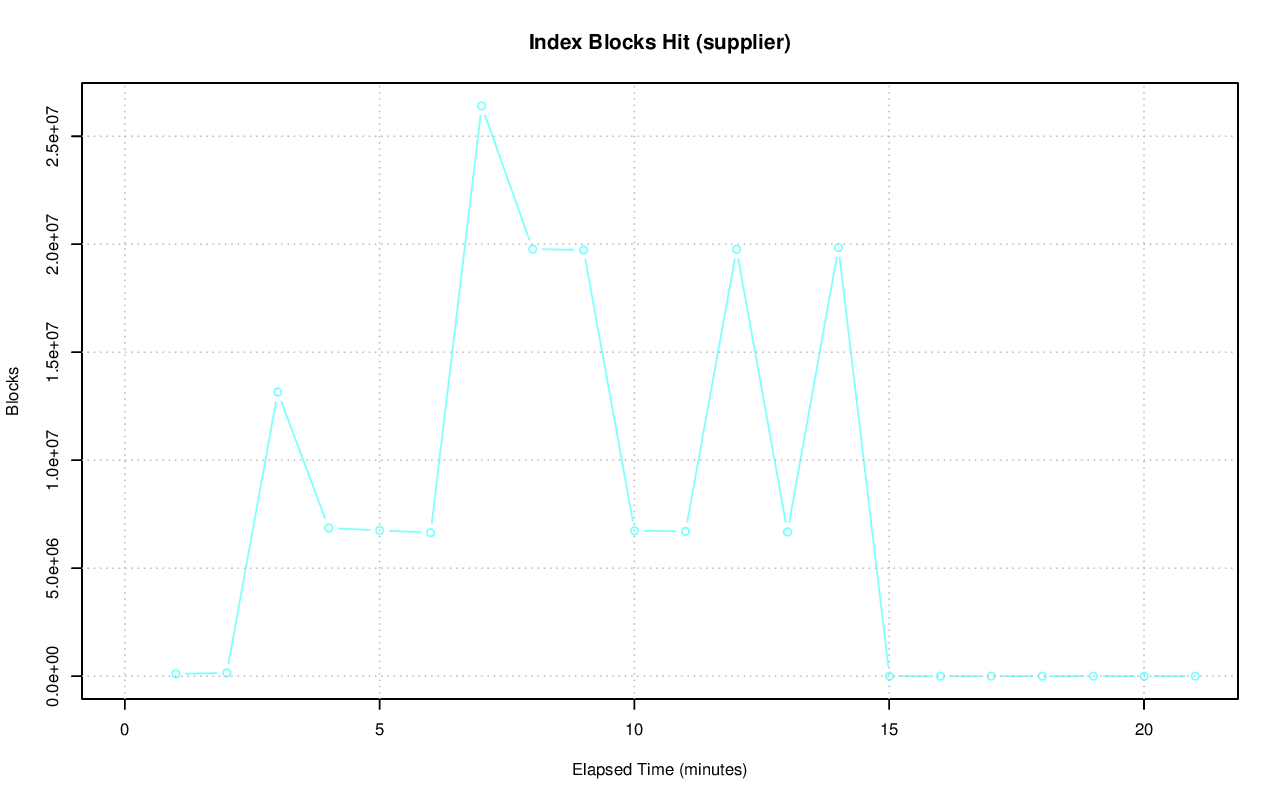 Index Blocks Hit (supplier)
Blocks
2.5e+07
2.0e+07
1.5e+07
1.0e+07
5.0e+06
0.0e+00
0 5 10 15 20
Elapsed Time (minutes)